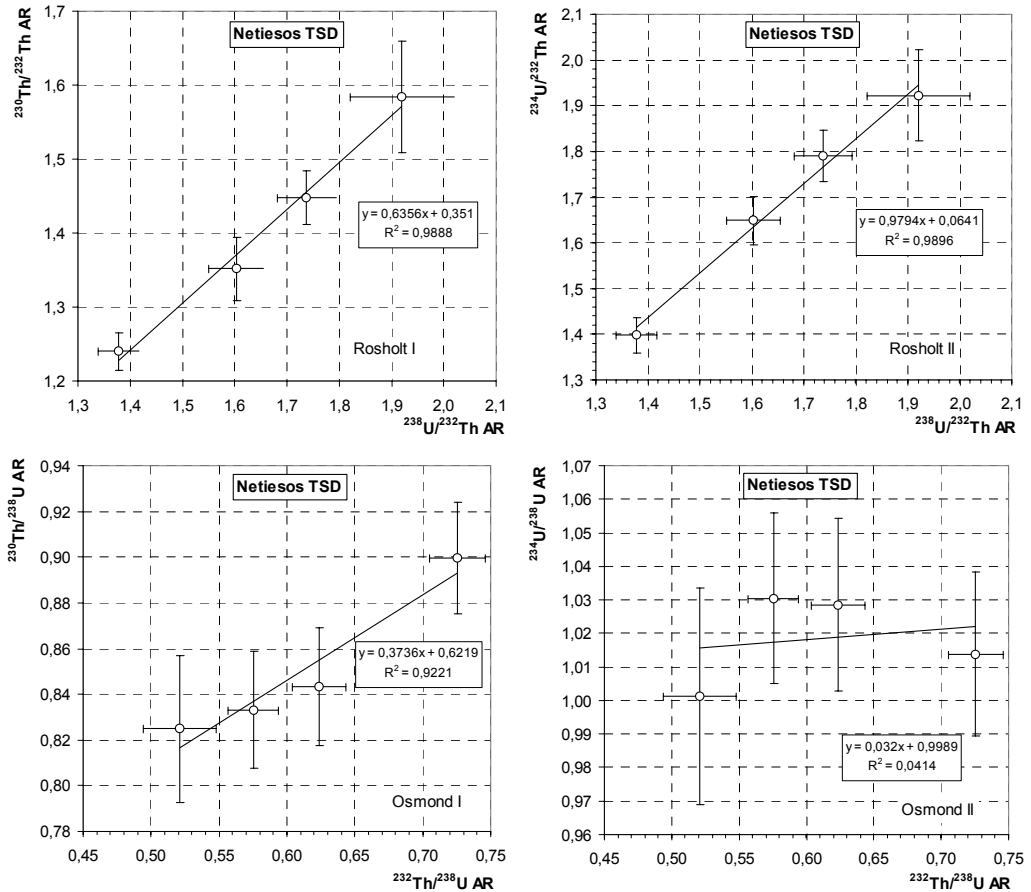 Netiesos TSD
²³⁰Th/²³²Th AR
1,7
1,6
1,5
1,4
1,3
1,2
y = 0,6356x + 0,351
R² = 0,9888
Rosholt I
1,3 1,4 1,5 1,6 1,7 1,8 1,9 2,0 2,1
²³⁸U/²³²Th AR
Netiesos TSD
²³⁴U/²³²Th AR
2,1
2,0
1,9
1,8
1,7
1,6
1,5
1,4
1,3
y = 0,9794x + 0,0641
R² = 0,9896
Rosholt II
1,3 1,4 1,5 1,6 1,7 1,8 1,9 2,0 2,1
²³⁸U/²³²Th AR
Netiesos TSD
²³⁰Th/²³⁸U AR
0,94
0,92
0,90
0,88
0,86
0,84
0,82
0,80
0,78
y = 0,3736x + 0,6219
R² = 0,9221
Osmond I
0,45 0,50 0,55 0,60 0,65 0,70 0,75
²³²Th/²³⁸U AR
Netiesos TSD
²³⁴U/²³⁸U AR
1,07
1,06
1,05
1,04
1,03
1,02
1,01
1,00
0,99
0,98
0,97
0,96
y = 0,032x + 0,9989
R² = 0,0414
Osmond II
0,45 0,50 0,55 0,60 0,65 0,70 0,75
²³²Th/²³⁸U AR